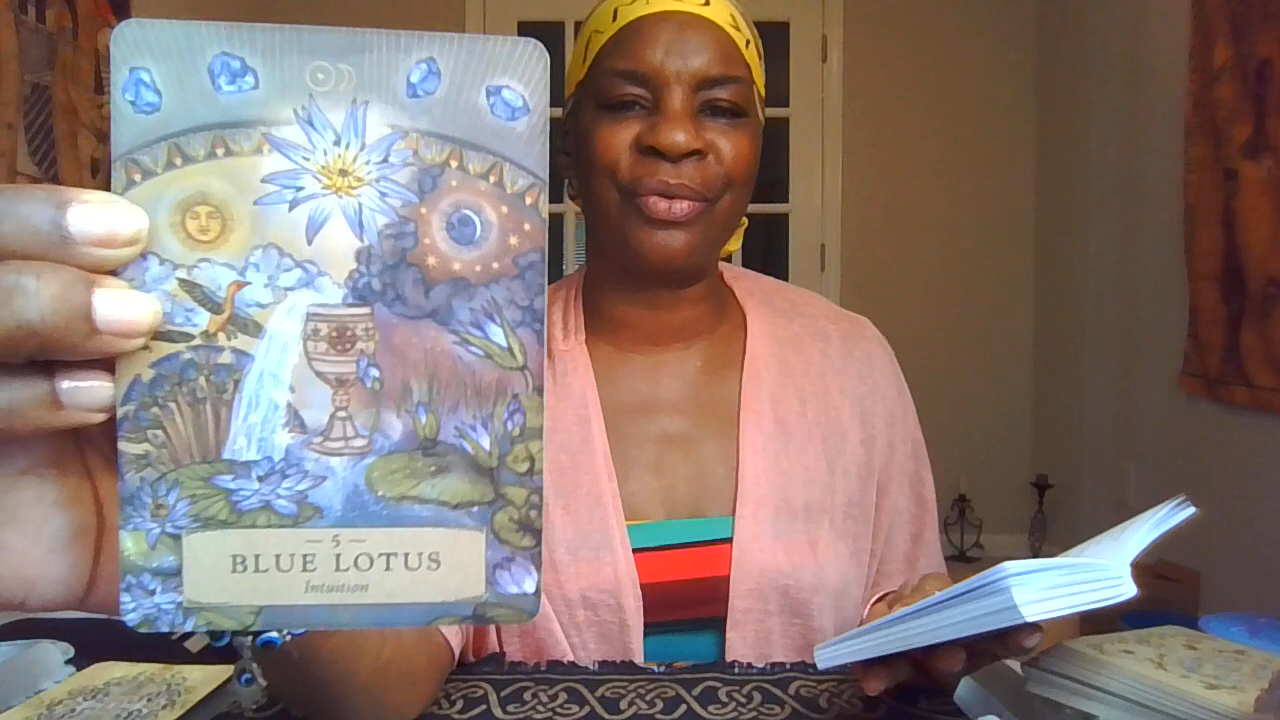 — 5 —
BLUE LOTUS
Intuition